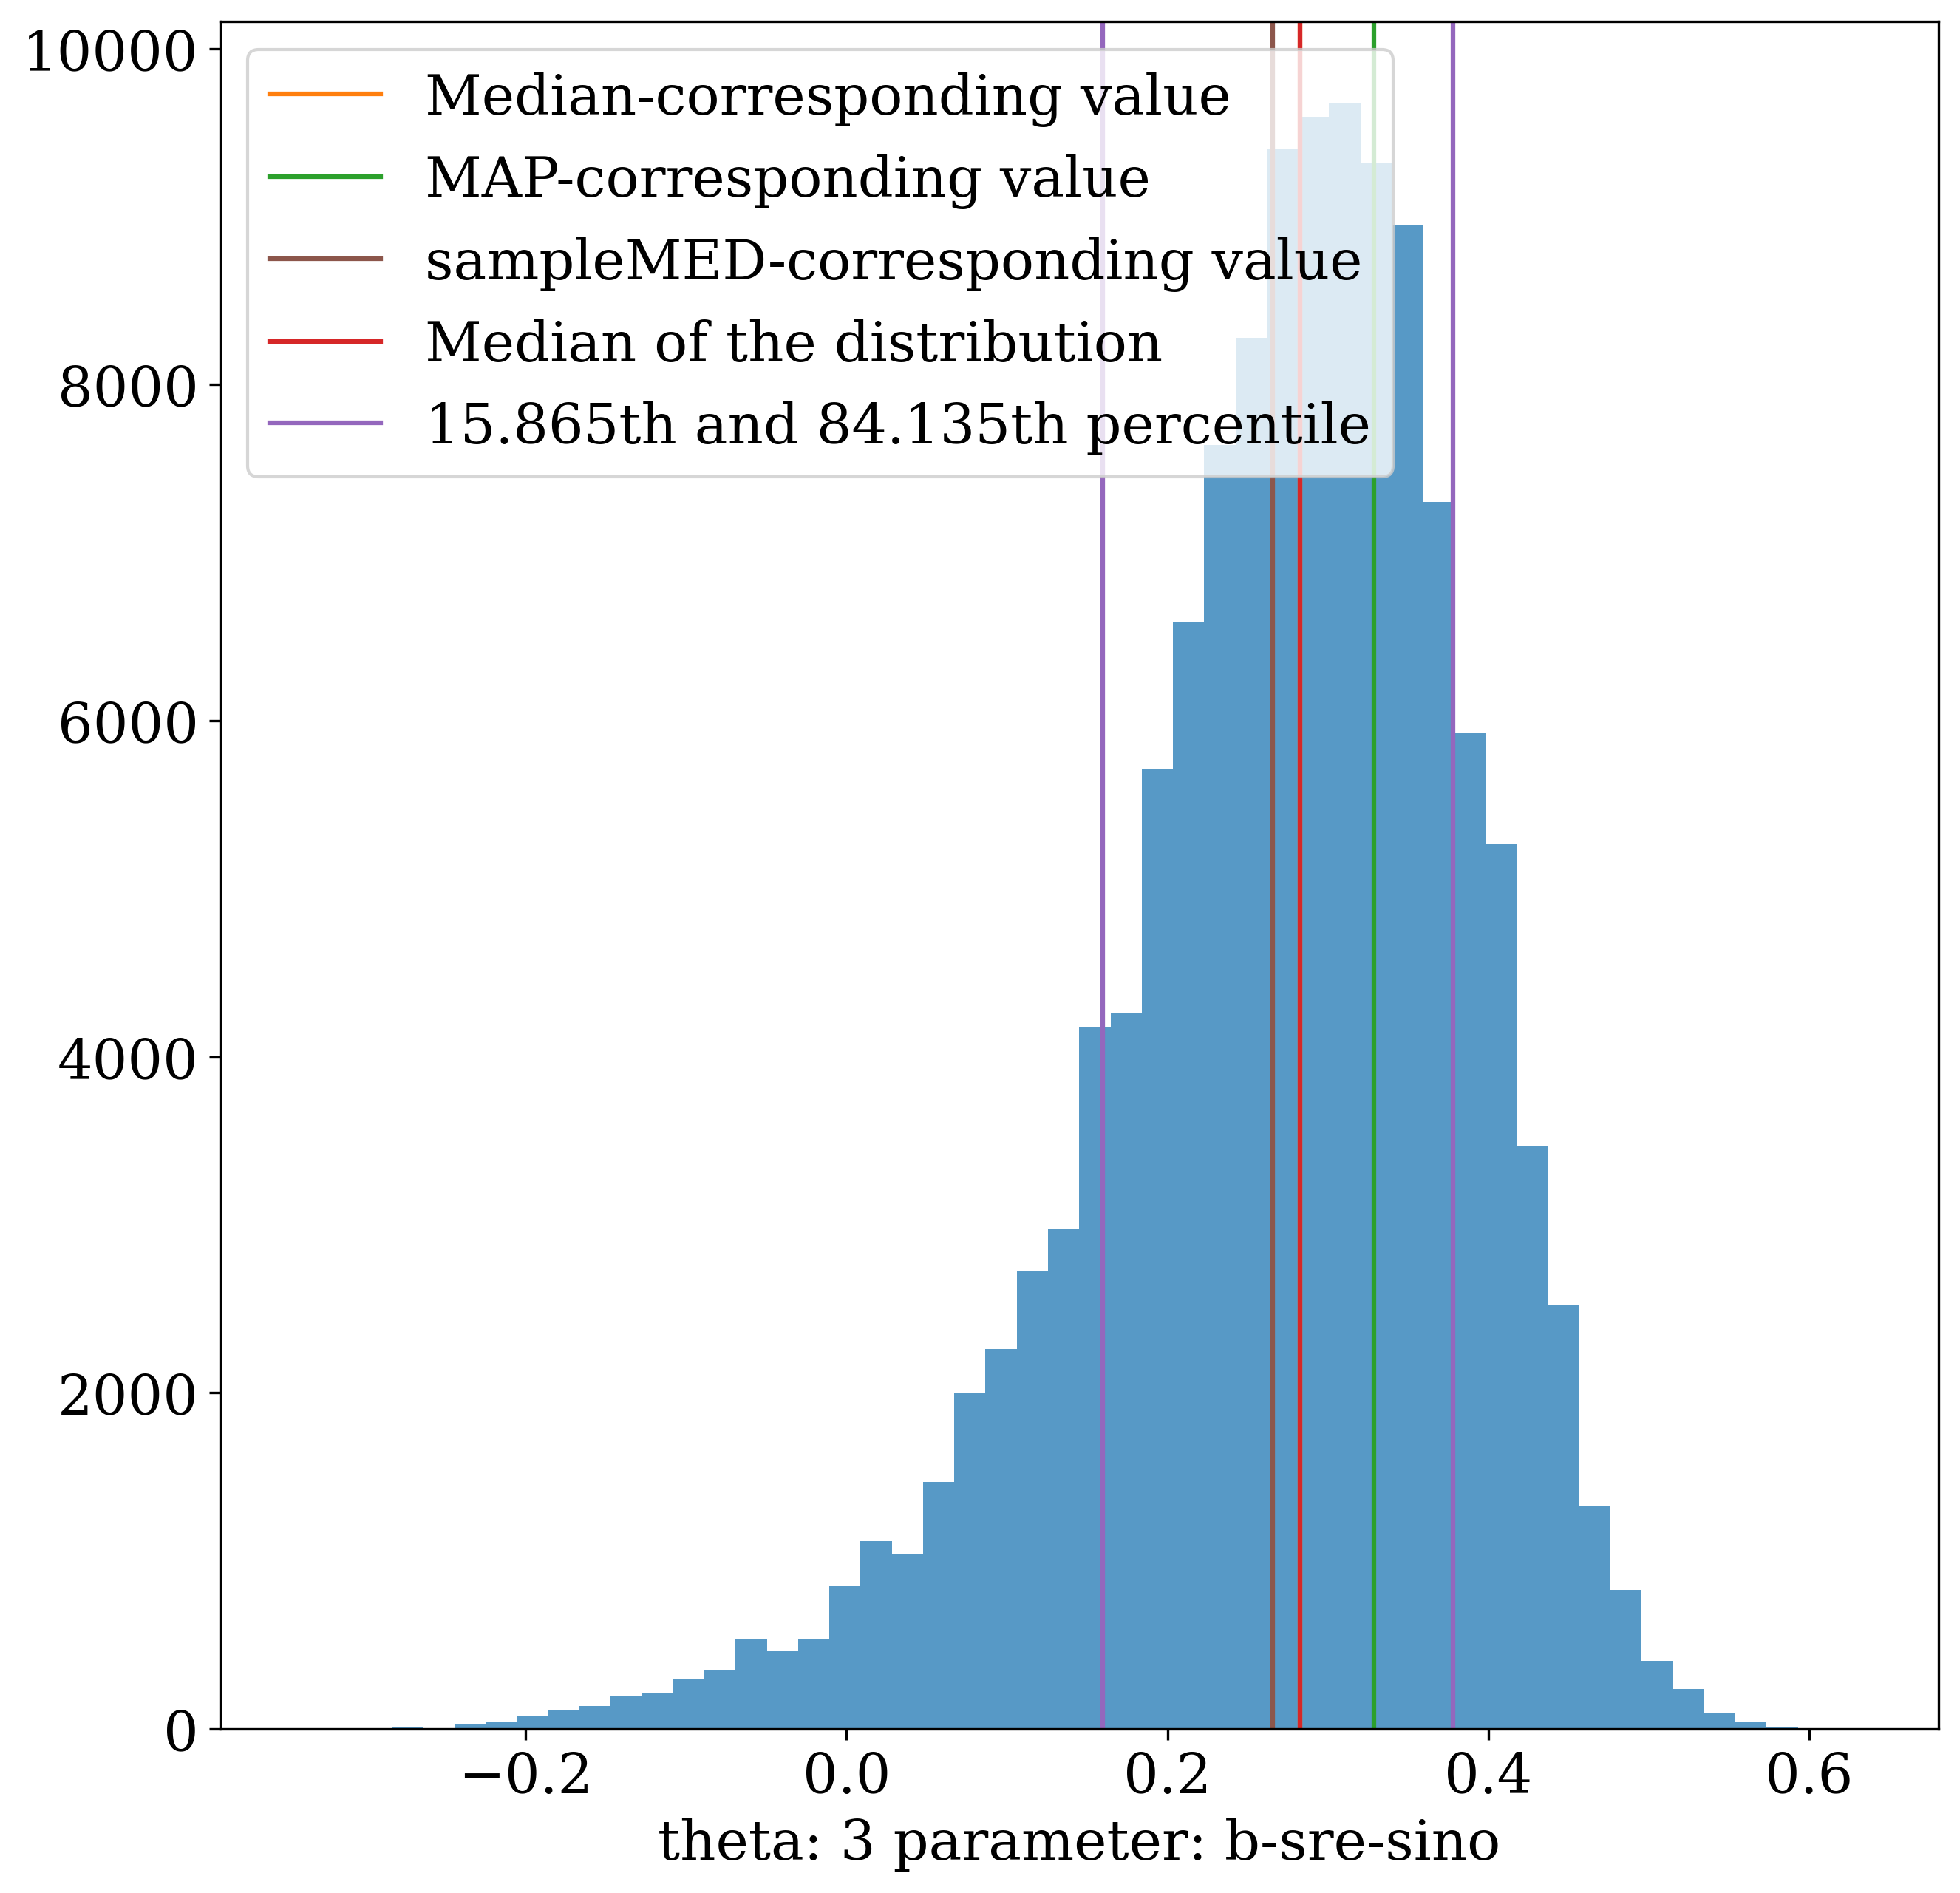 10000
8000
6000
4000
2000
0
Median-corresponding value
MAP-corresponding value
sampleMED-corresponding value
Median of the distribution
15.865th and 84.135th percentile
−0.2 0.0 0.2 0.4 0.6
theta: 3 parameter: b-sre-sino